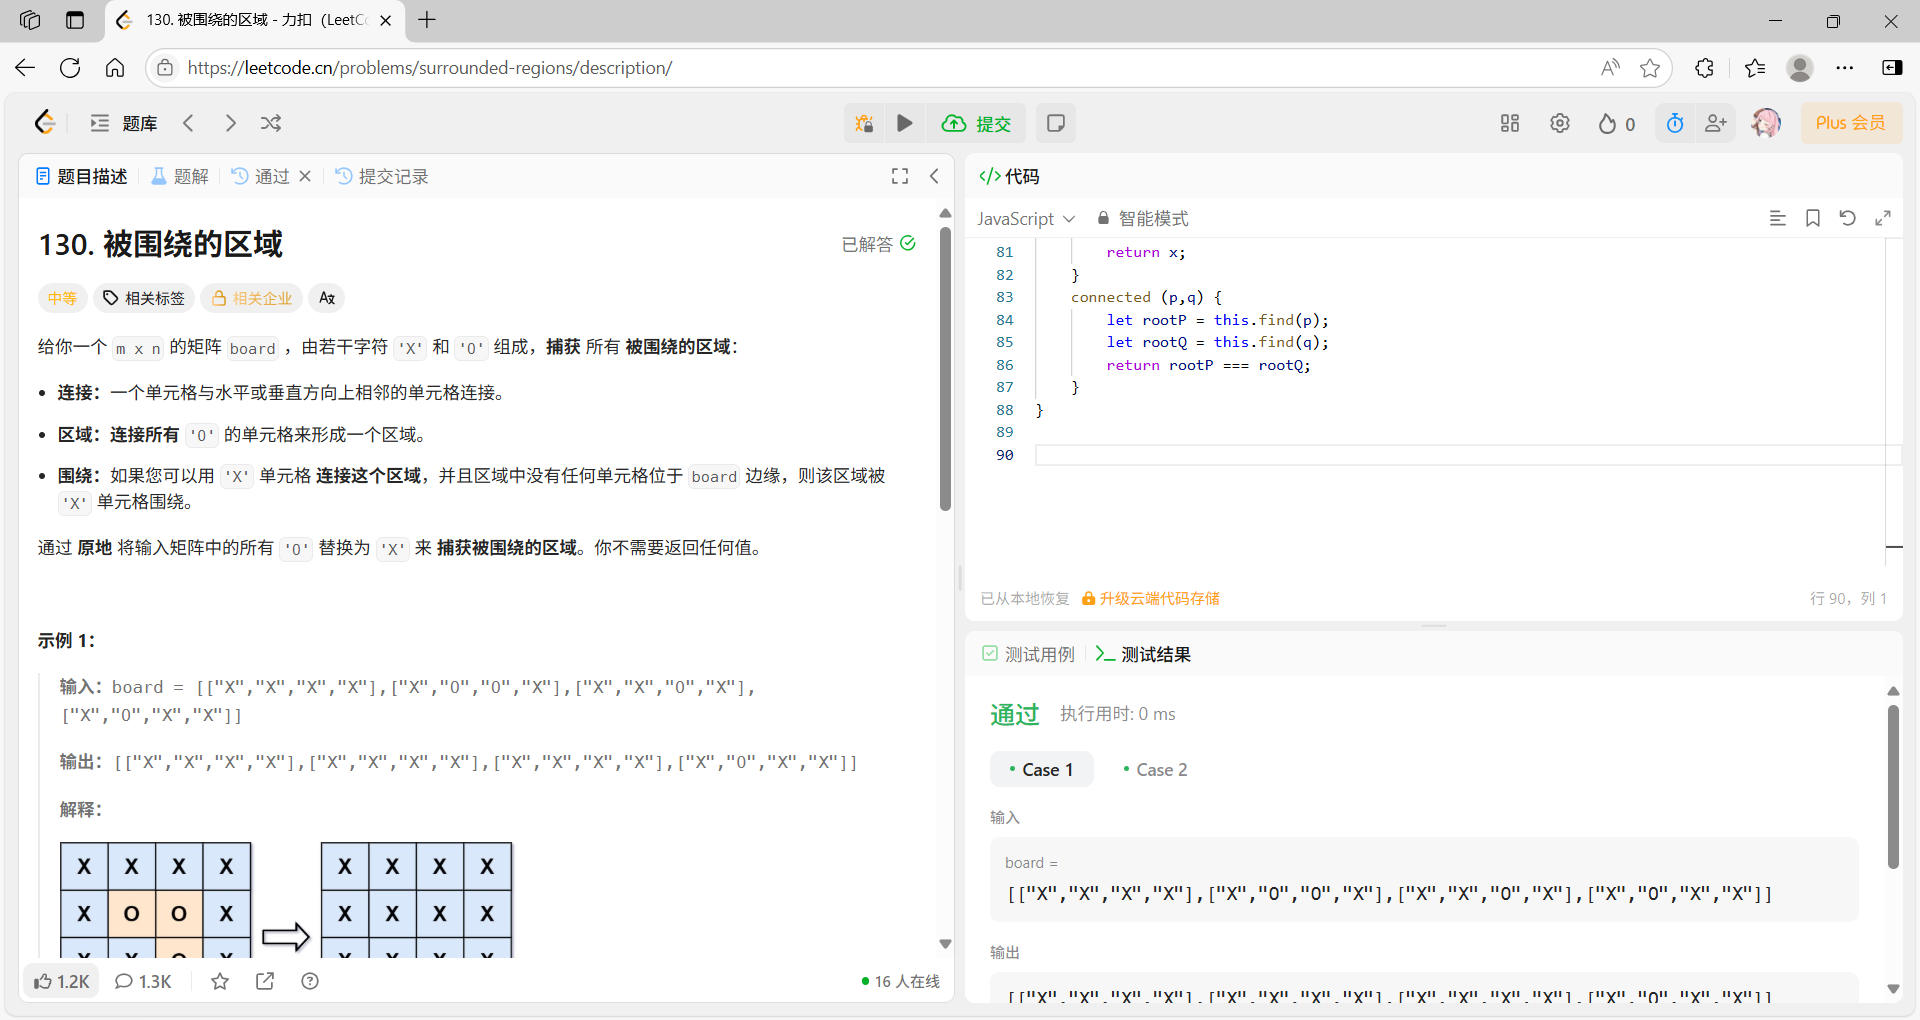 130. 被围绕的区域 - 力扣（LeetCo
https://leetcode.cn/problems/surrounded-regions/description/
题库
提交
0
Plus 会员
题目描述
题解
通过
提交记录
130. 被围绕的区域
已解答
中等
相关标签
相关企业
给你一个 m x n 的矩阵 board ，由若干字符 'X' 和 'O' 组成，捕获 所有 被围绕的区域：
连接：一个单元格与水平或垂直方向上相邻的单元格连接。
区域：连接所有 'O' 的单元格来形成一个区域。
围绕：如果您可以用 'X' 单元格 连接这个区域，并且区域中没有任何单元格位于 board 边缘，则该区域被
'X' 单元格围绕。
通过 原地 将输入矩阵中的所有 'O' 替换为 'X' 来 捕获被围绕的区域。你不需要返回任何值。
示例 1：
输入：board = [["X","X","X","X"],["X","O","O","X"],["X","X","O","X"],
["X","O","X","X"]]
输出：[["X","X","X","X"],["X","X","X","X"],["X","X","X","X"],["X","O","X","X"]]
解释：
X X X X X X X X
X O O X X X X X
X X O X X X X X
1.2K
1.3K
16 人在线
</> 代码
JavaScript
智能模式
81 return x;
82 }
83 connected (p,q) {
84 let rootP = this.find(p);
85 let rootQ = this.find(q);
86 return rootP === rootQ;
87 }
88 }
89
90
已从本地恢复
升级云端代码存储
行 90，列 1
测试用例
测试结果
通过
执行用时: 0 ms
Case 1
Case 2
输入
board =
[["X","X","X","X"],["X","O","O","X"],["X","X","O","X"],["X","O","X","X"]]
输出
[["X","X","X","X"],["X","X","X","X"],["X","X","X","X"],["X","O","X","X"]]